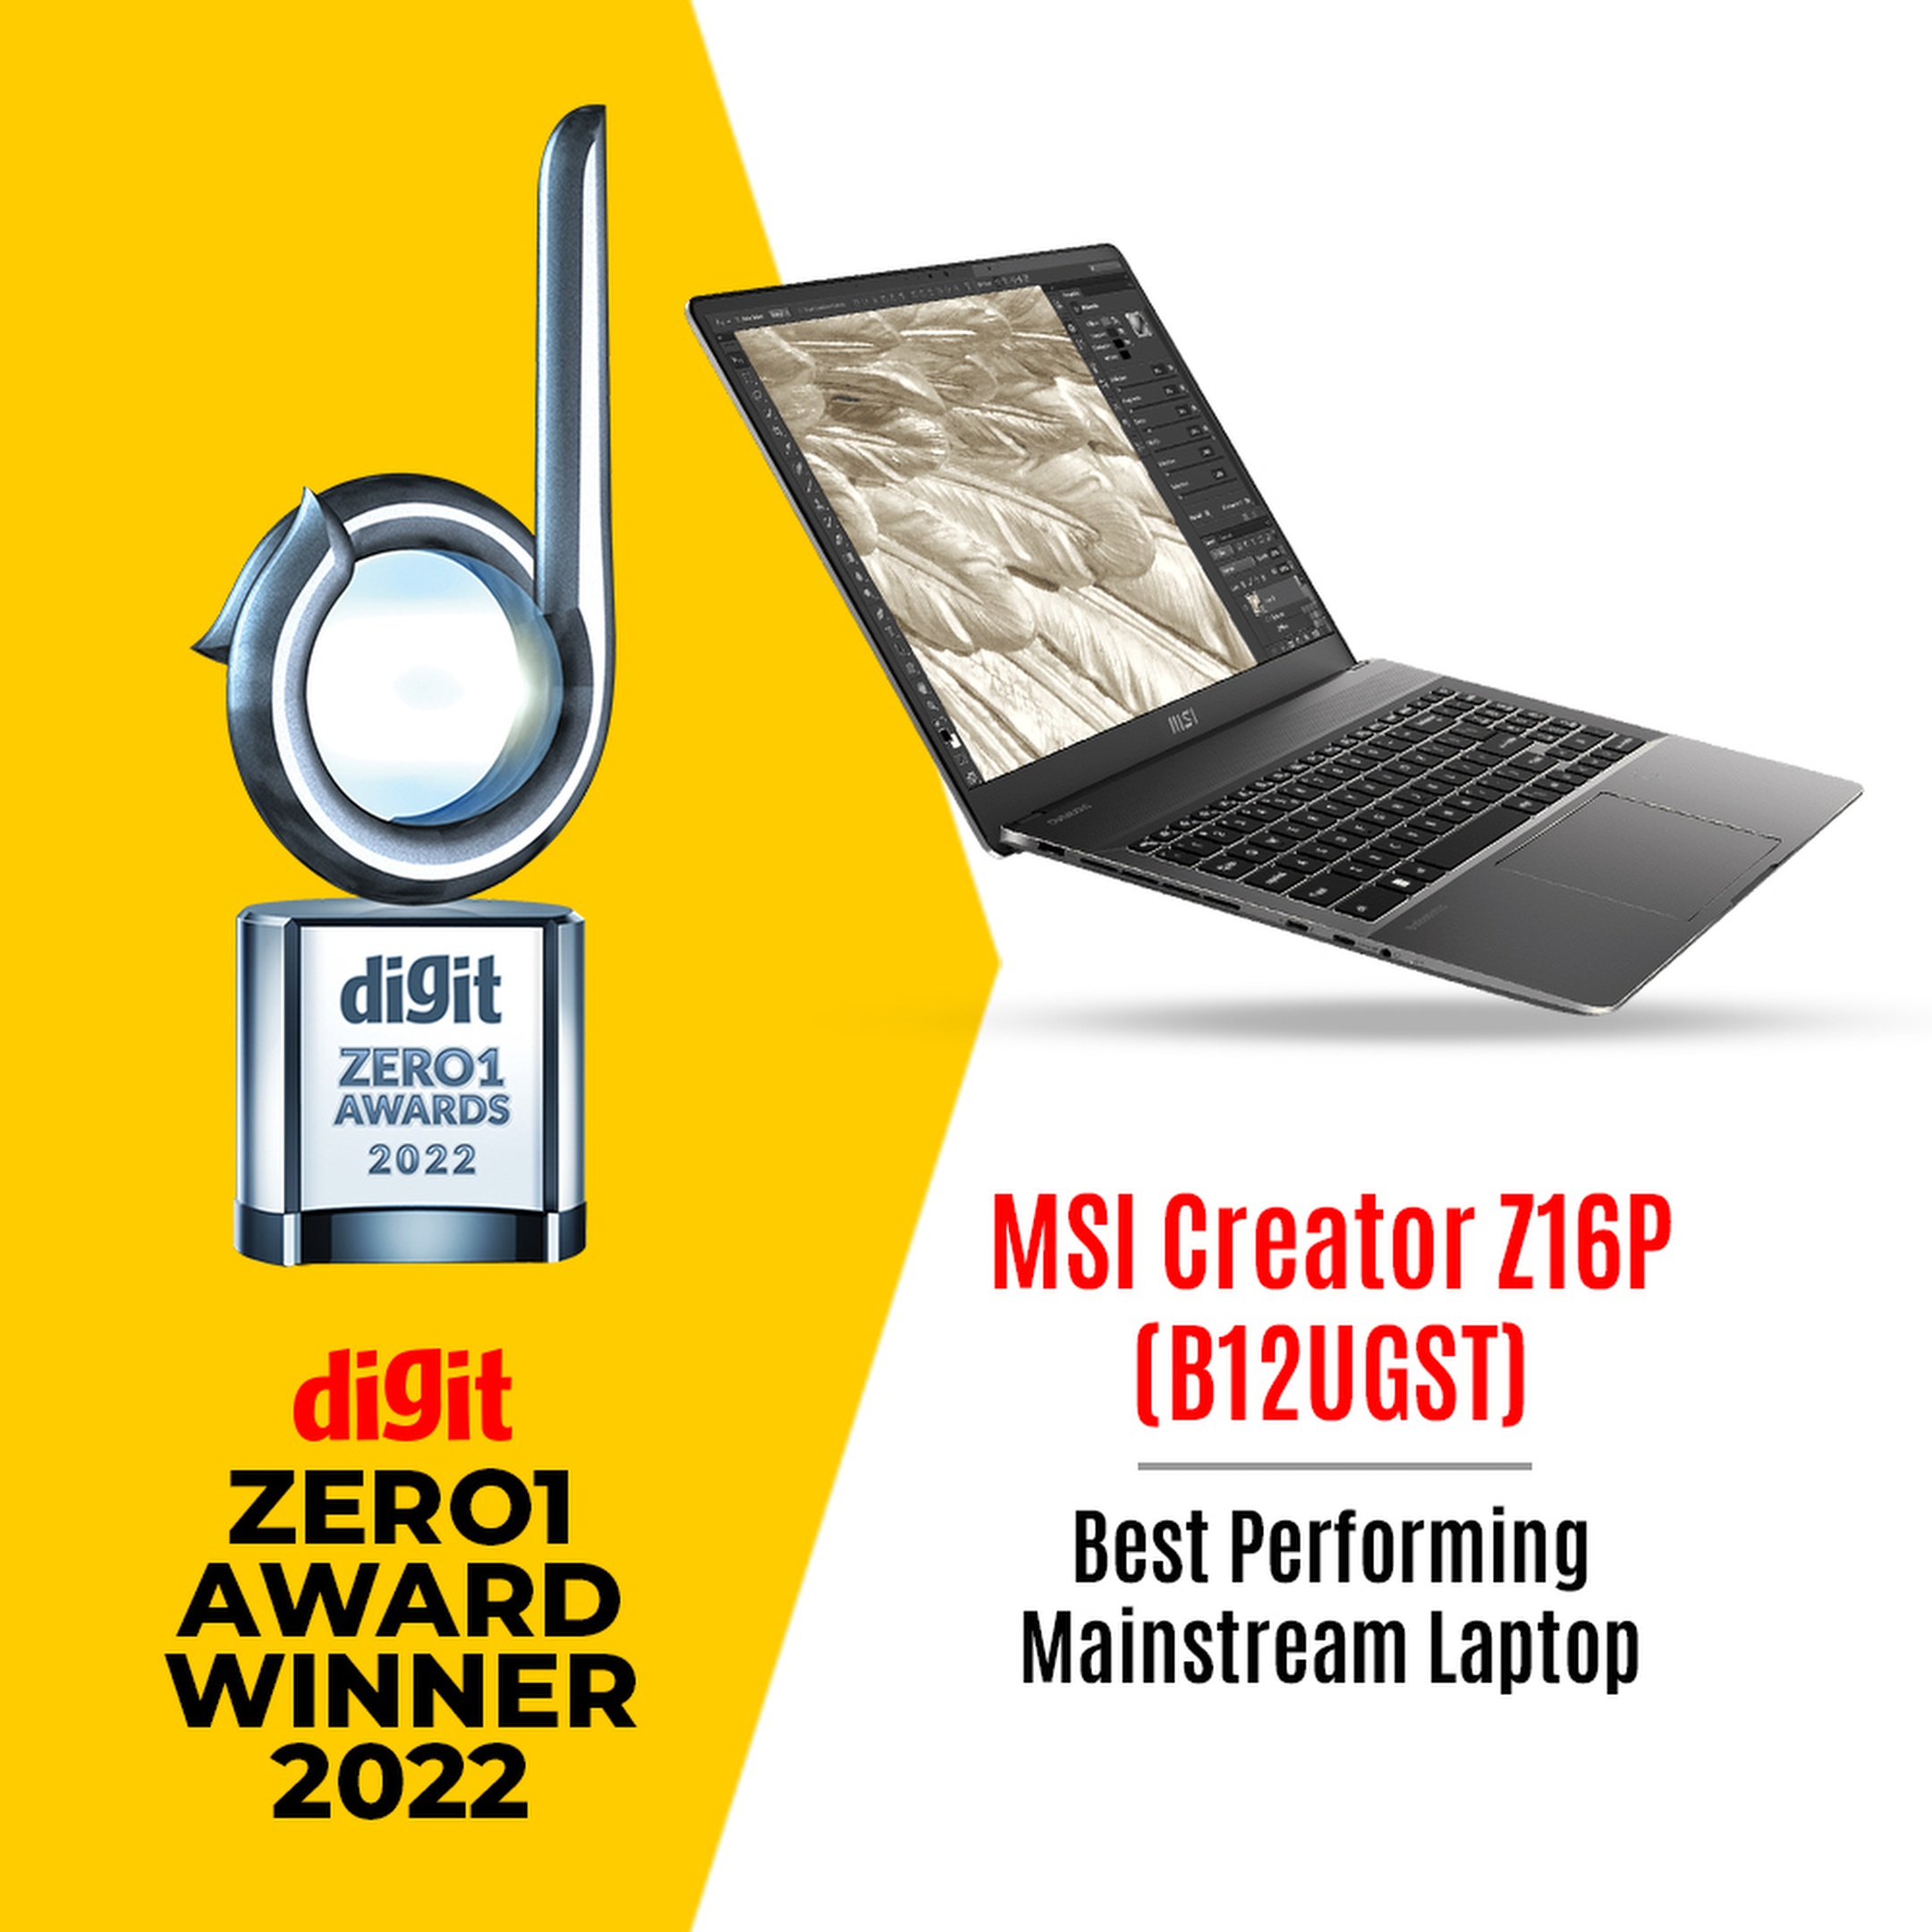 digit
ZERO1
AWARDS
2022
digit
ZERO1
AWARD
WINNER
2022
msi
MSI Creator Z16P
(B12UGST)
Best Performing
Mainstream Laptop